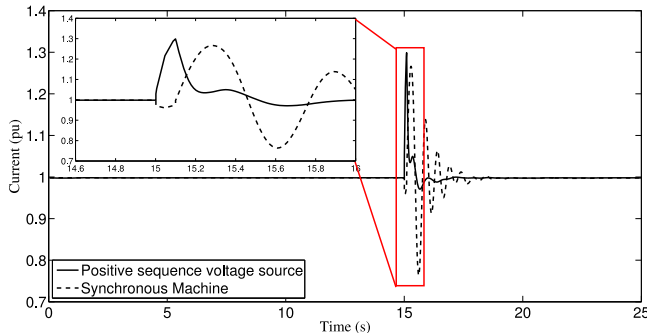 1.4
1.3
1.2
1.1
1
0.9
0.8
0.7
14.6 14.8 15 15.2 15.4 15.6 15.8 16
1.4
1.3
1.2
1.1
1.0
0.9
0.8
0.7
Current (pu)
Positive sequence voltage source
Synchronous Machine
0 5 10 15 20 25
Time (s)